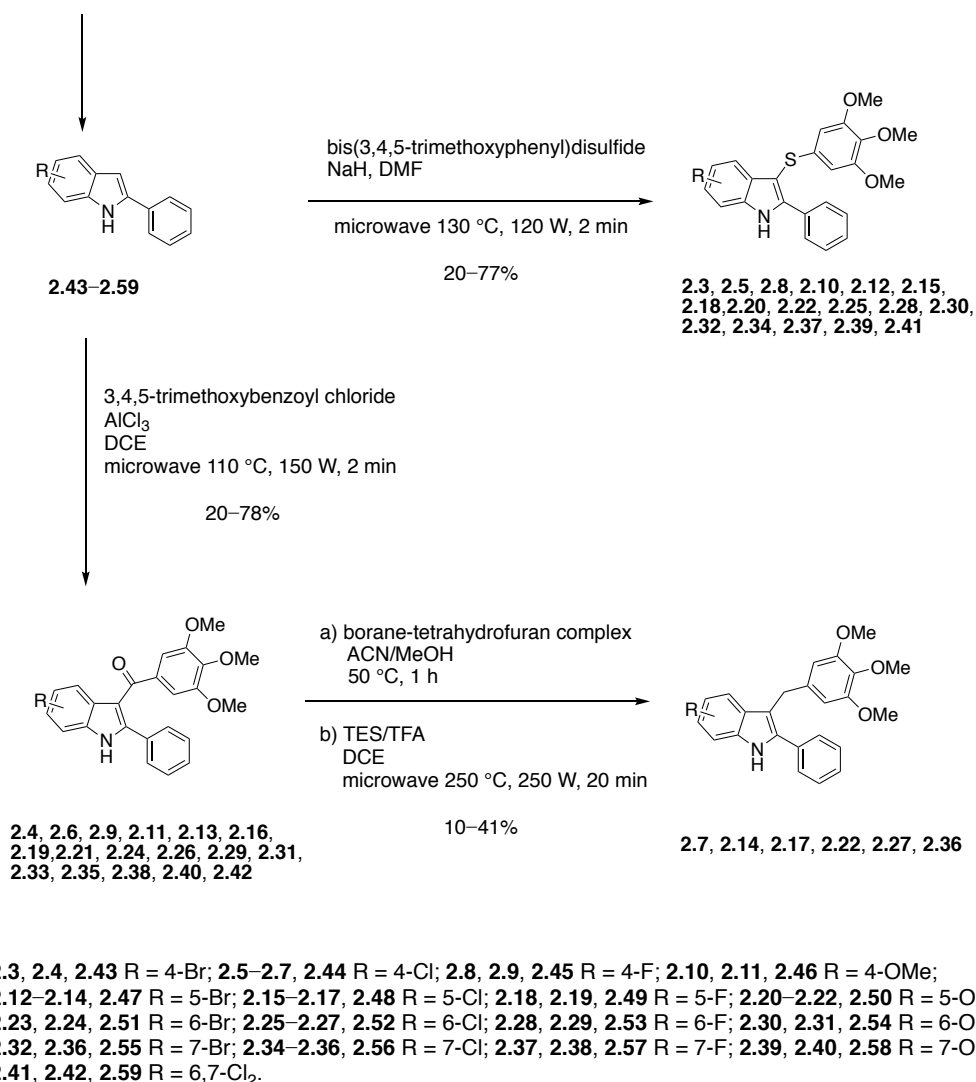 bis(3,4,5-trimethoxyphenyl)disulfide
NaH, DMF
microwave 130 °C, 120 W, 2 min
20–77%
R
N
H
2.43–2.59
R
S
OMe
OMe
OMe
N
H
2.3, 2.5, 2.8, 2.10, 2.12, 2.15,
2.18,2.20, 2.22, 2.25, 2.28, 2.30,
2.32, 2.34, 2.37, 2.39, 2.41
3,4,5-trimethoxybenzoyl chloride
AlCl3
DCE
microwave 110 °C, 150 W, 2 min
20–78%
R
O
OMe
OMe
OMe
N
H
2.4, 2.6, 2.9, 2.11, 2.13, 2.16,
2.19,2.21, 2.24, 2.26, 2.29, 2.31,
2.33, 2.35, 2.38, 2.40, 2.42
a) borane-tetrahydrofuran complex
ACN/MeOH
50 °C, 1 h
b) TES/TFA
DCE
microwave 250 °C, 250 W, 20 min
10–41%
R
OMe
OMe
OMe
N
H
2.7, 2.14, 2.17, 2.22, 2.27, 2.36
2.3, 2.4, 2.43 R = 4-Br; 2.5–2.7, 2.44 R = 4-Cl; 2.8, 2.9, 2.45 R = 4-F; 2.10, 2.11, 2.46 R = 4-OMe;
2.12–2.14, 2.47 R = 5-Br; 2.15–2.17, 2.48 R = 5-Cl; 2.18, 2.19, 2.49 R = 5-F; 2.20–2.22, 2.50 R = 5-O
2.23, 2.24, 2.51 R = 6-Br; 2.25–2.27, 2.52 R = 6-Cl; 2.28, 2.29, 2.53 R = 6-F; 2.30, 2.31, 2.54 R = 6-O
2.32, 2.36, 2.55 R = 7-Br; 2.34–2.36, 2.56 R = 7-Cl; 2.37, 2.38, 2.57 R = 7-F; 2.39, 2.40, 2.58 R = 7-O
2.41, 2.42, 2.59 R = 6,7-Cl2.